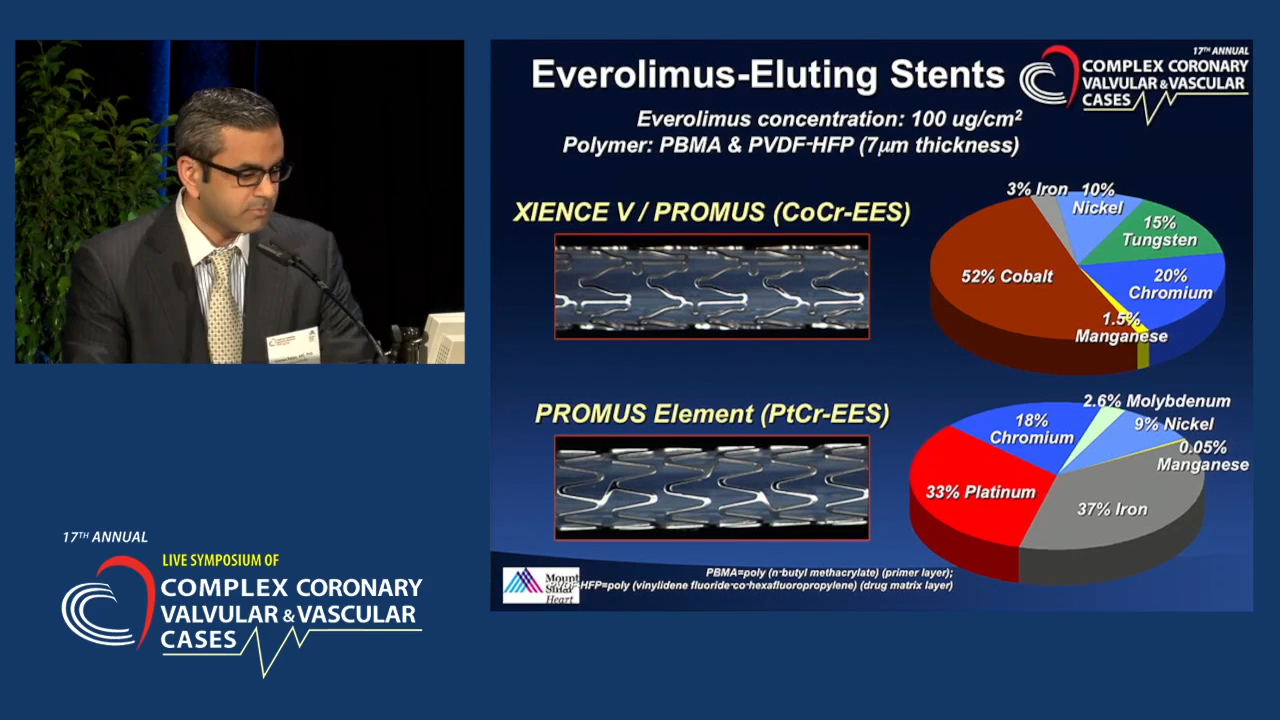 Everolimus-Eluting Stents
17TH ANNUAL
COMPLEX CORONARY
VALVULAR & VASCULAR
CASES
Everolimus concentration: 100 ug/cm2
Polymer: PBMA & PVDF-HFP (7μm thickness)
XIENCE V / PROMUS (CoCr-EES)
3% Iron
10%
Nickel
15%
Tungsten
52% Cobalt
20%
Chromium
1.5%
Manganese
PROMUS Element (PtCr-EES)
2.6% Molybdenum
18%
Chromium
9% Nickel
0.05%
Manganese
33% Platinum
37% Iron
Mount
Sinai
Heart
PBMA=poly (n-butyl methacrylate) (primer layer);
PVDF-HFP=poly (vinylidene fluoride-co-hexafluoropropylene) (drug matrix layer)
17TH ANNUAL
LIVE SYMPOSIUM OF
COMPLEX CORONARY
VALVULAR & VASCULAR
CASES